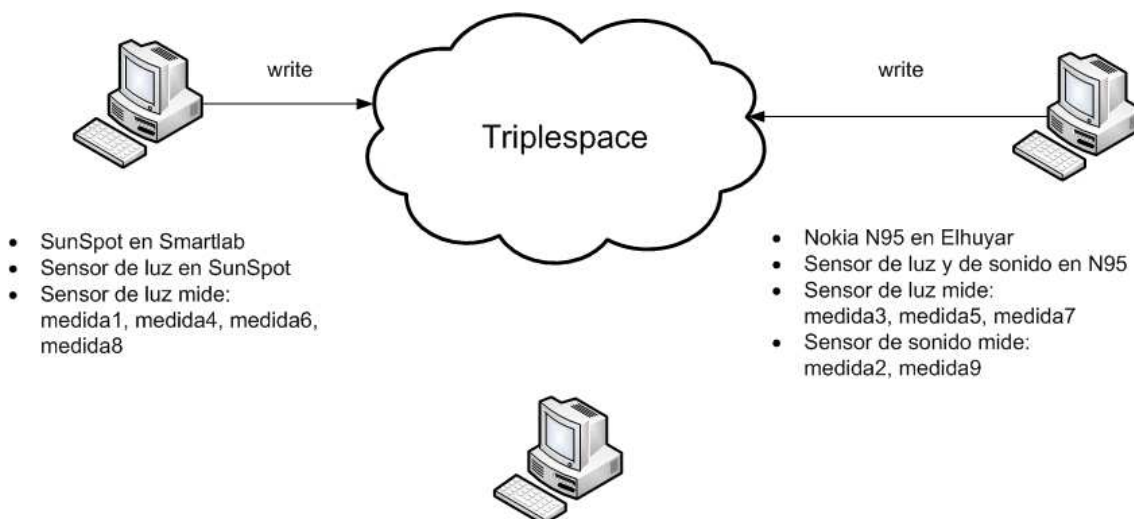 write
write
Triplespace
• SunSpot en Smartlab
• Sensor de luz en SunSpot
• Sensor de luz mide:
medida1, medida4, medida6,
medida8
• Nokia N95 en Elhuyar
• Sensor de luz y de sonido en N95
• Sensor de luz mide:
medida3, medida5, medida7
• Sensor de sonido mide:
medida2, medida9